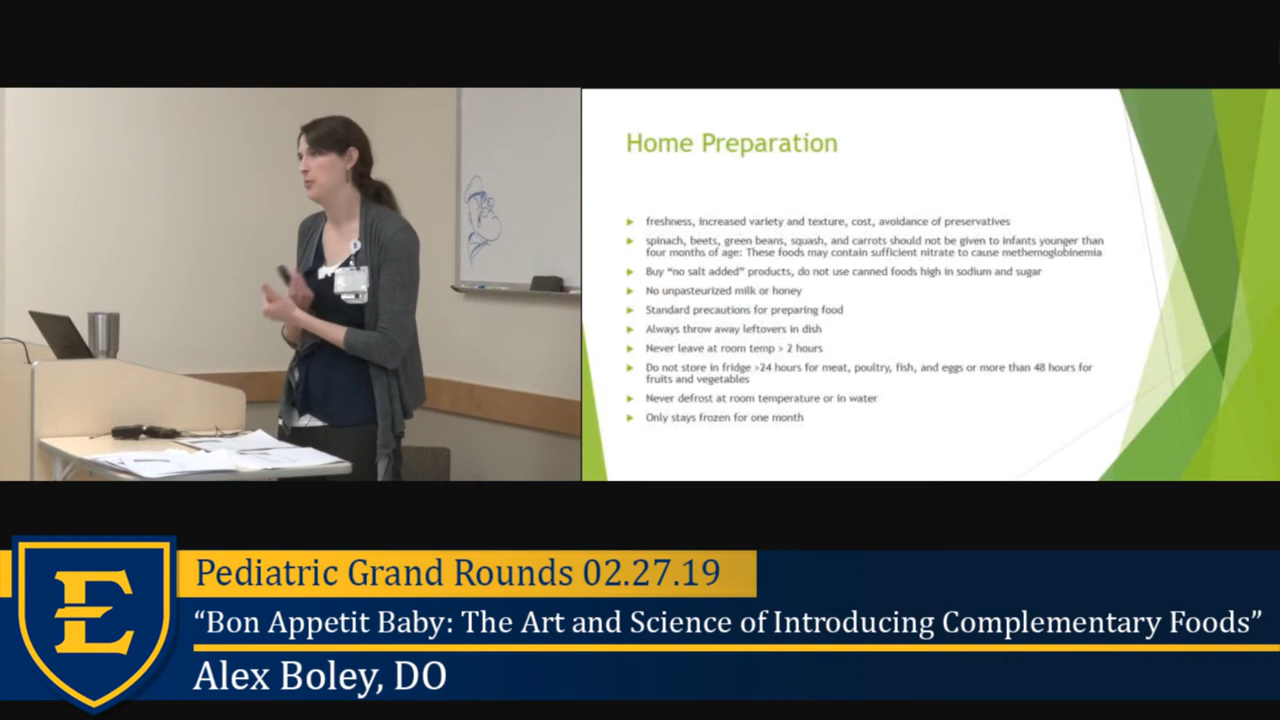 Home Preparation
freshness, increased variety and texture, cost, avoidance of preservatives
spinach, beets, green beans, squash, and carrots should not be given to infants younger than
four months of age: These foods may contain sufficient nitrate to cause methemoglobinemia
Buy “no salt added” products, do not use canned foods high in sodium and sugar
No unpasteurized milk or honey
Standard precautions for preparing food
Always throw away leftovers in dish
Never leave at room temp > 2 hours
Do not store in fridge >24 hours for meat, poultry, fish, and eggs or more than 48 hours for
fruits and vegetables
Never defrost at room temperature or in water
Only stays frozen for one month
E
Pediatric Grand Rounds 02.27.19
“Bon Appetit Baby: The Art and Science of Introducing Complementary Foods”
Alex Boley, DO